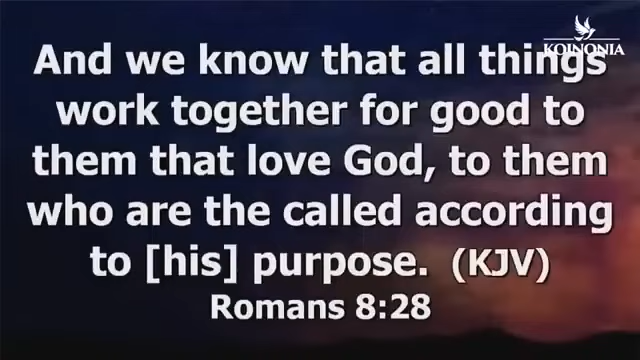 KOINONIA
And we know that all things
work together for good to
them that love God, to them
who are the called according
to [his] purpose. (KJV)
Romans 8:28